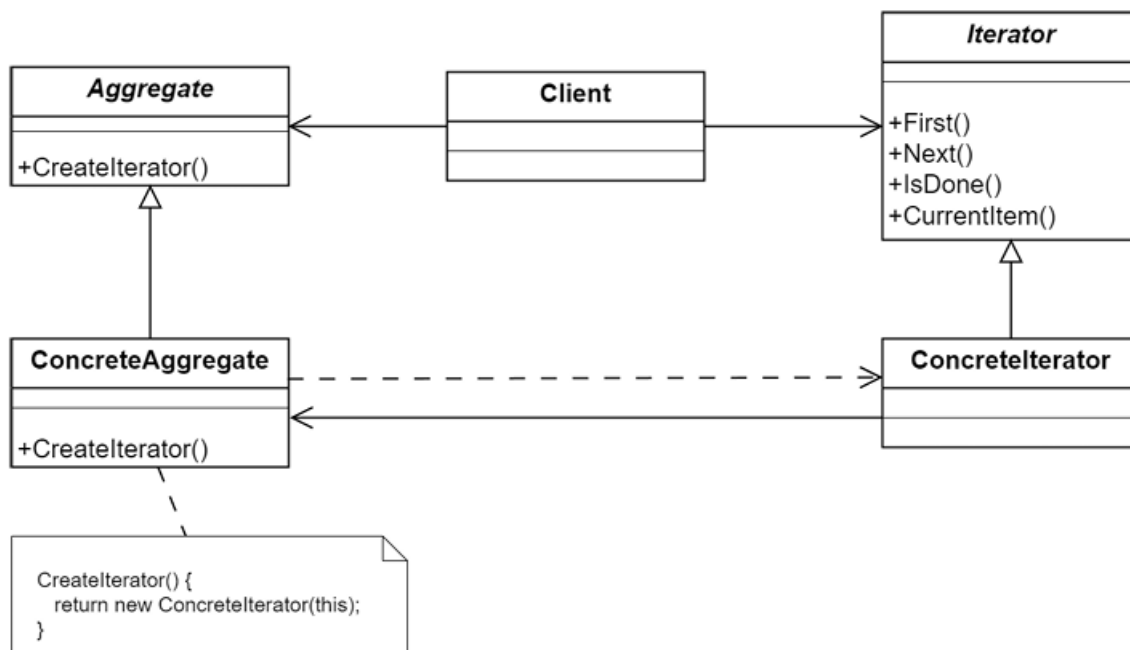 Aggregate
+CreateIterator()
Client
Iterator
+First()
+Next()
+IsDone()
+CurrentItem()
ConcreteAggregate
+CreateIterator()
ConcreteIterator
CreateIterator() {
return new ConcreteIterator(this);
}